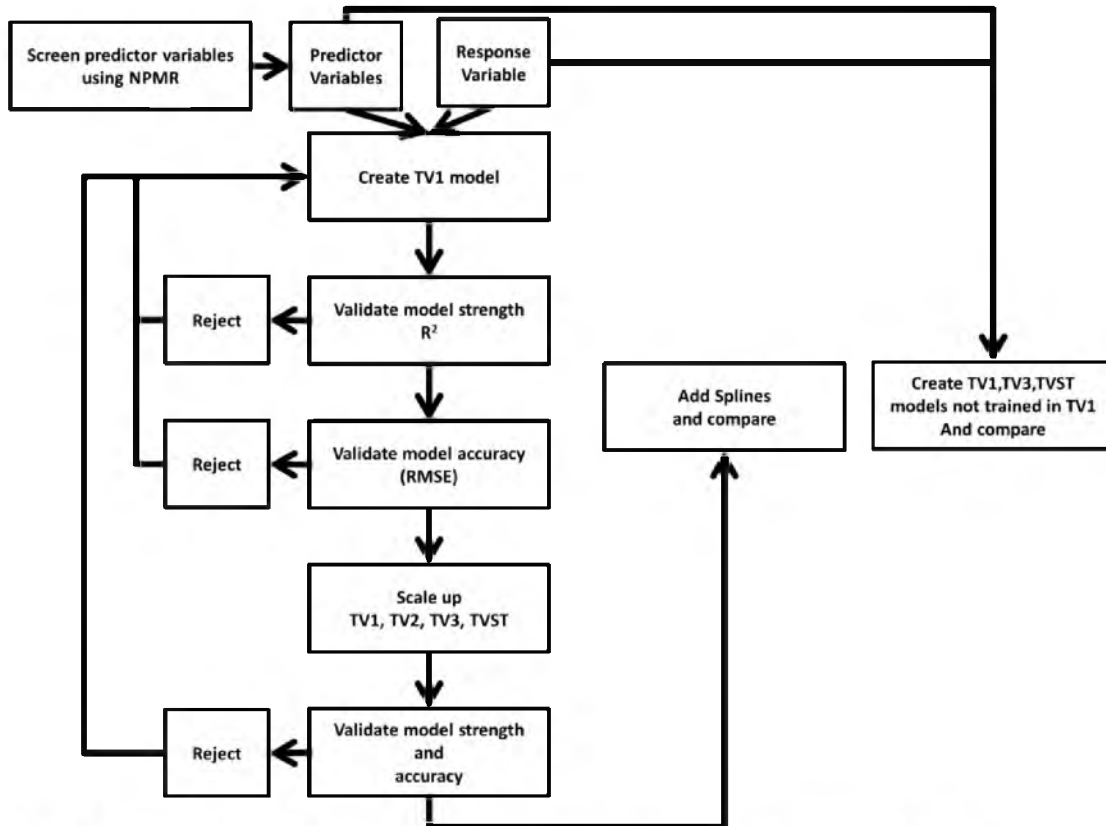 Screen predictor variables
using NPMR
Predictor
Variables
Response
Variable
Create TV1 model
Reject
Validate model strength
R²
Reject
Validate model accuracy
(RMSE)
Add Splines
and compare
Create TV1,TV3,TVST
models not trained in TV1
And compare
Scale up
TV1, TV2, TV3, TVST
Reject
Validate model strength
and
accuracy